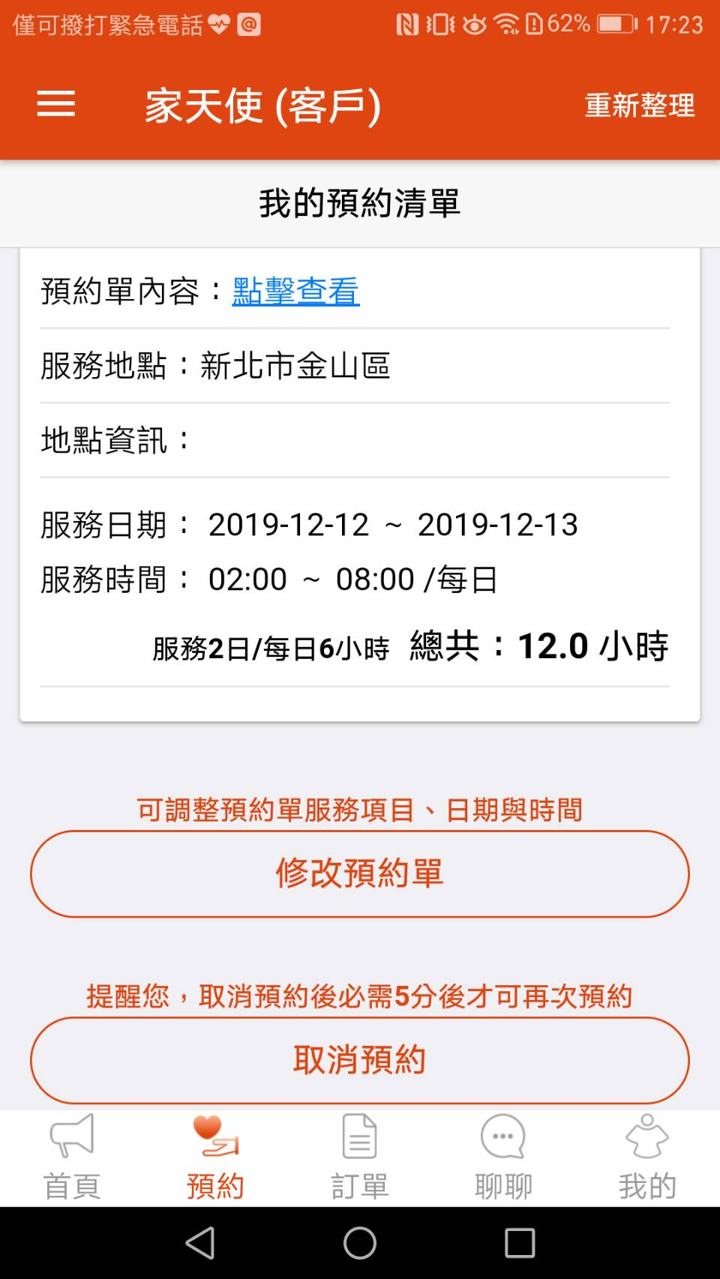 僅可撥打緊急電話 62% 17:23
家天使 (客戶) 重新整理
我的預約清單
預約單內容：點擊查看
服務地點：新北市金山區
地點資訊：
服務日期： 2019-12-12 ~ 2019-12-13
服務時間： 02:00 ~ 08:00 /每日
服務2日/每日6小時 總共：12.0 小時
可調整預約單服務項目、日期與時間
修改預約單
提醒您，取消預約後必需5分後才可再次預約
取消預約
首頁 預約 訂單 聊聊 我的